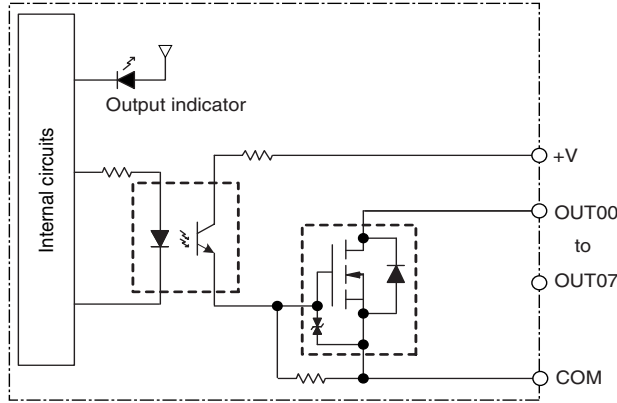 Internal circuits
Output indicator
+V
OUT00
to
OUT07
COM